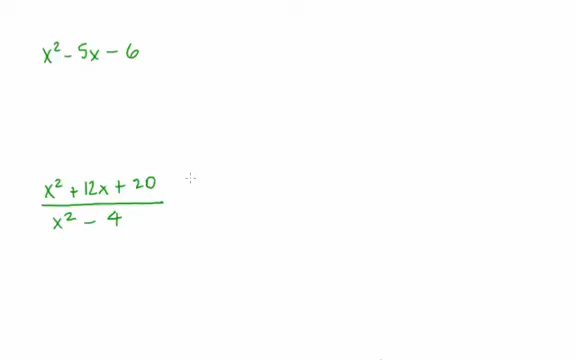 x² - 5x - 6
x² + 12x + 20
x² - 4